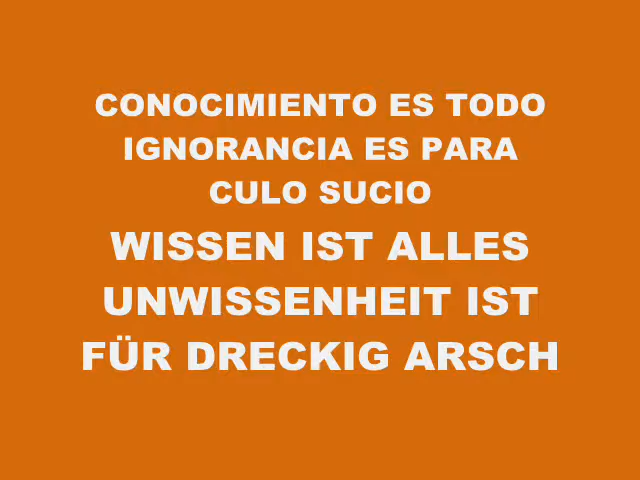 CONOCIMIENTO ES TODO
IGNORANCIA ES PARA
CULO SUCIO
WISSEN IST ALLES
UNWISSENHEIT IST
FÜR DRECKIG ARSCH